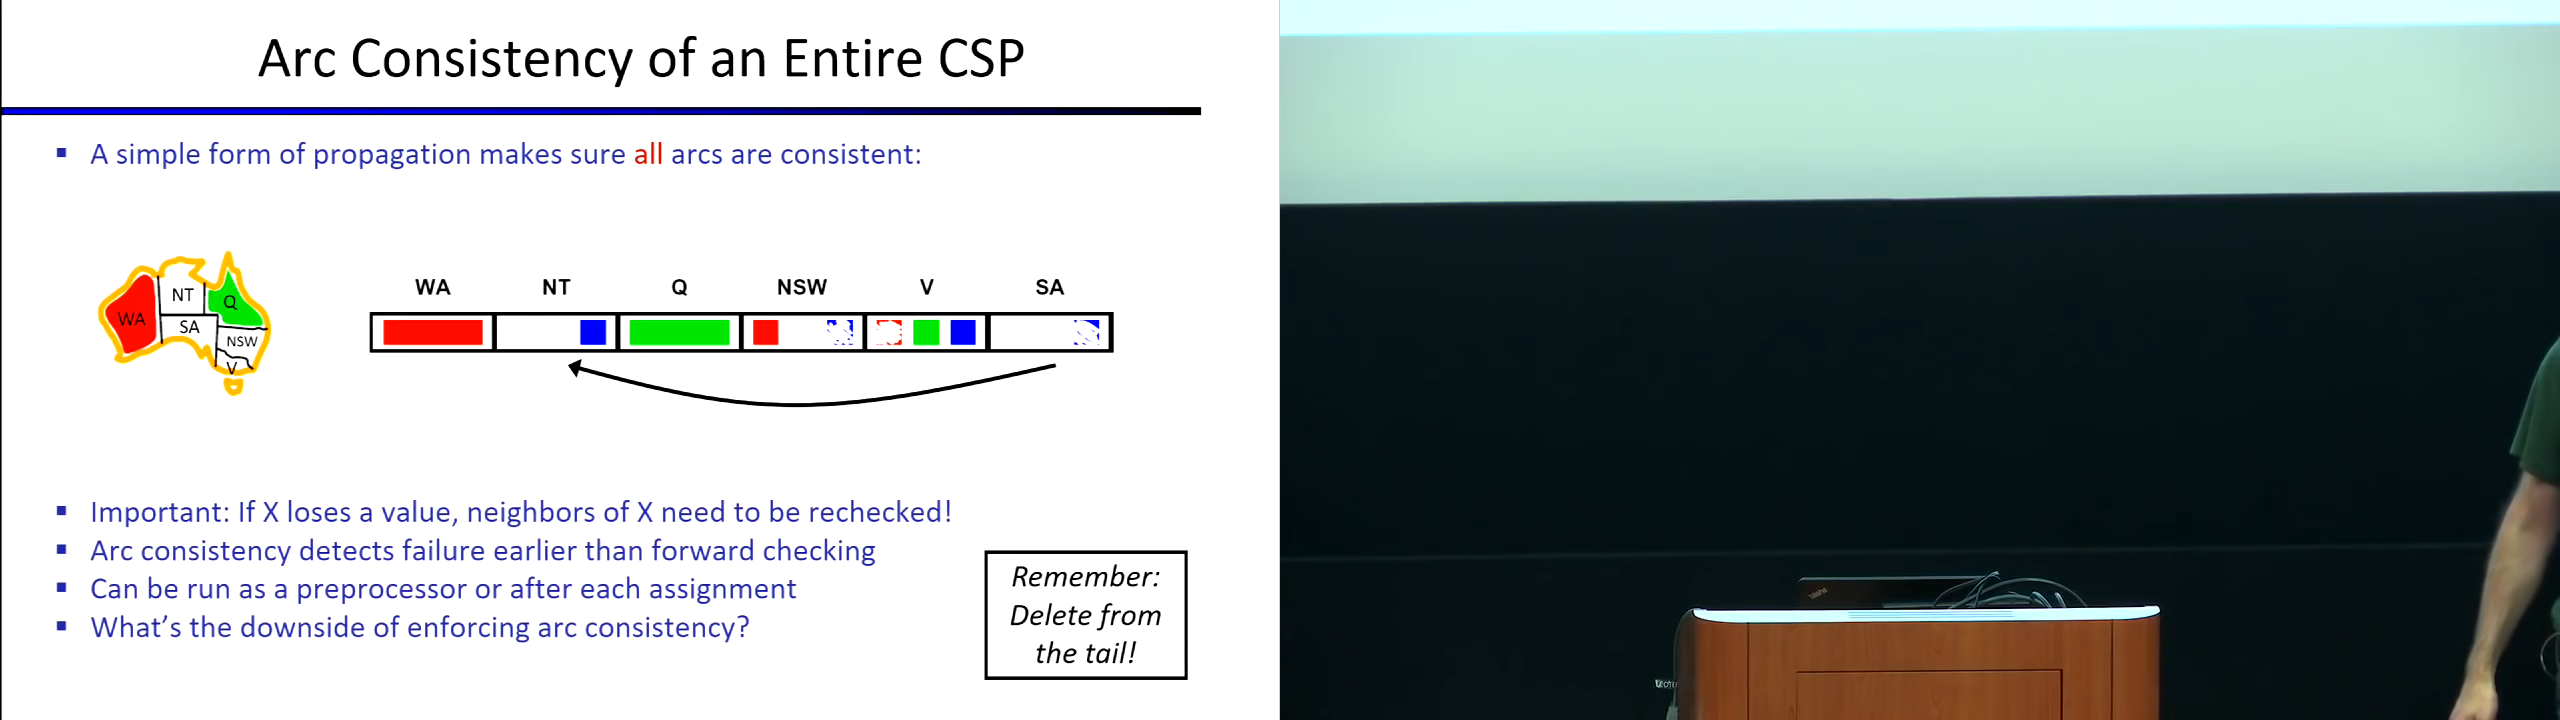 Arc Consistency of an Entire CSP
A simple form of propagation makes sure all arcs are consistent:
WA
NT
Q
SA
NSW
V
WA NT Q NSW V SA
Important: If X loses a value, neighbors of X need to be rechecked!
Arc consistency detects failure earlier than forward checking
Can be run as a preprocessor or after each assignment
What's the downside of enforcing arc consistency?
Remember:
Delete from
the tail!
ThinkPad